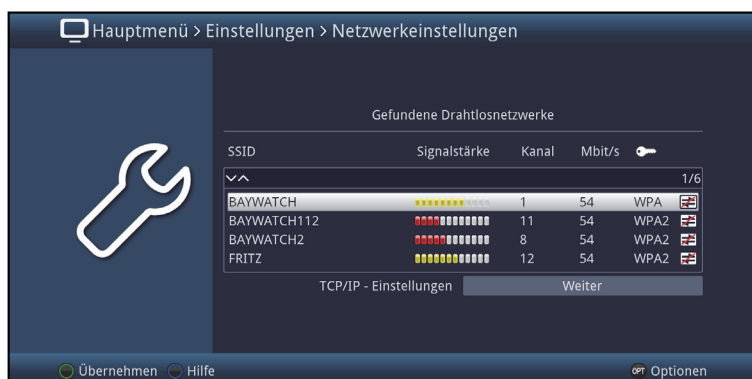 Hauptmenü > Einstellungen > Netzwerkeinstellungen
Gefundene Drahtlosnetzwerke
SSID Signalstärke Kanal Mbit/s
1/6
BAYWATCH 1 54 WPA
BAYWATCH112 11 54 WPA2
BAYWATCH2 8 54 WPA2
FRITZ 12 54 WPA2
TCP/IP - Einstellungen Weiter
Übernehmen Hilfe OPT Optionen